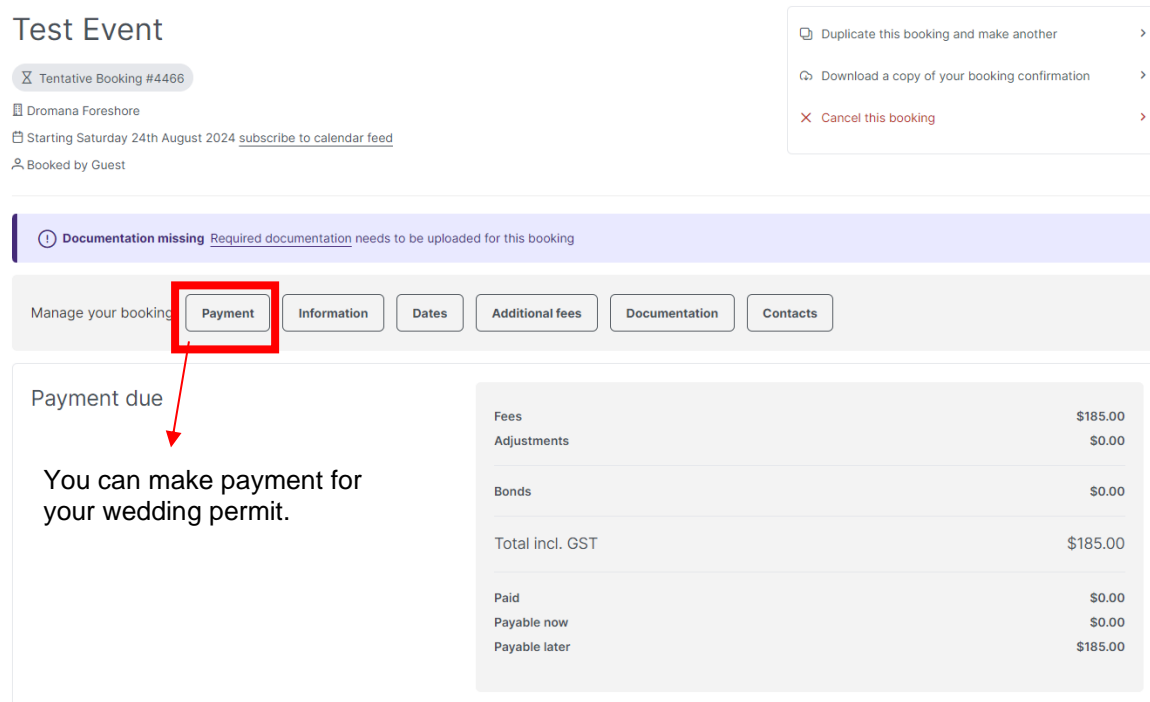 Test Event
Duplicate this booking and make another
Tentative Booking #4466
Download a copy of your booking confirmation
Dromana Foreshore
Cancel this booking
Starting Saturday 24th August 2024 subscribe to calendar feed
Booked by Guest
Documentation missing Required documentation needs to be uploaded for this booking
Manage your booking Payment Information Dates Additional fees Documentation Contacts
Payment due
You can make payment for
your wedding permit.
Fees $185.00
Adjustments $0.00
Bonds $0.00
Total incl. GST $185.00
Paid $0.00
Payable now $0.00
Payable later $185.00